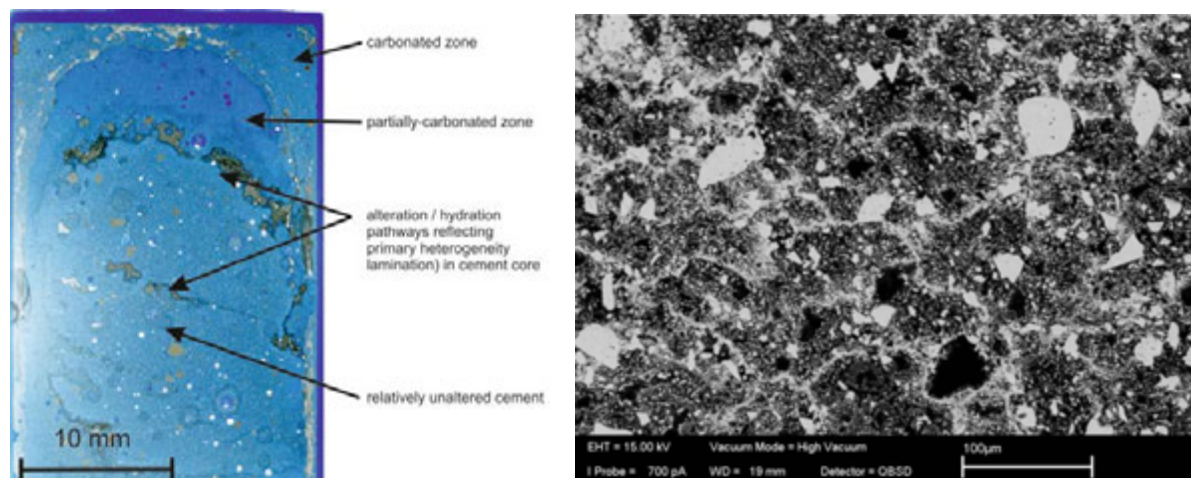 carbonated zone
partially-carbonated zone
alteration / hydration
pathways reflecting
primary heterogeneity
lamination) in cement core
relatively unaltered cement
10 mm
EHT = 15.00 kV Vacuum Mode = High Vacuum 100µm
I Probe = 700 pA WD = 19 mm Detector = QBSD